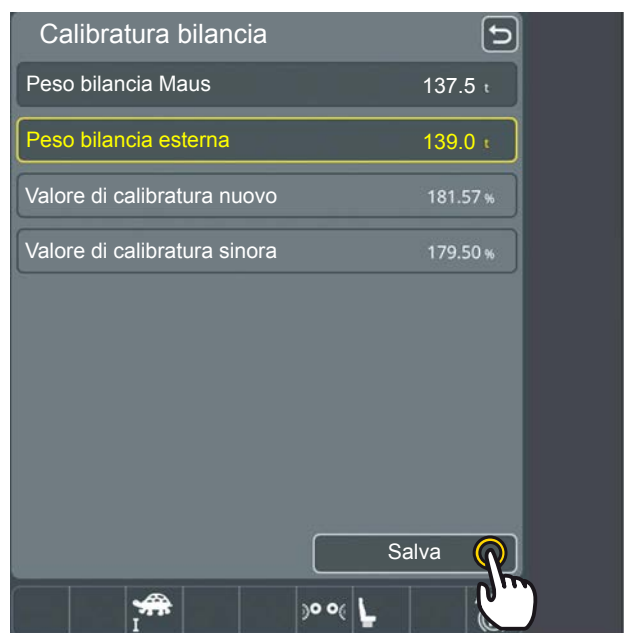 Calibratura bilancia
Peso bilancia Maus 137.5 t
Peso bilancia esterna 139.0 t
Valore di calibratura nuovo 181.57 %
Valore di calibratura sinora 179.50 %
Salva
I